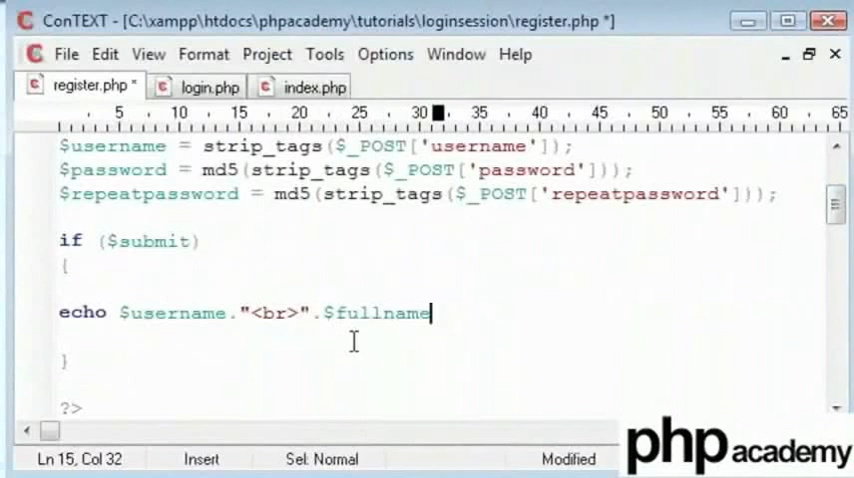 ConTEXT - [C:\xampp\htdocs\phpacademy\tutorials\loginsession\register.php *]
File Edit View Format Project Tools Options Window Help
register.php * login.php index.php
5 10 15 20 25 30 35 40 45 50 55 60 65
$username = strip_tags($_POST['username']);
$password = md5(strip_tags($_POST['password']));
$repeatpassword = md5(strip_tags($_POST['repeatpassword']));
if ($submit)
{
echo $username."<br>".$fullname
}
?>
Ln 15, Col 32 Insert Sel: Normal Modified
php academy